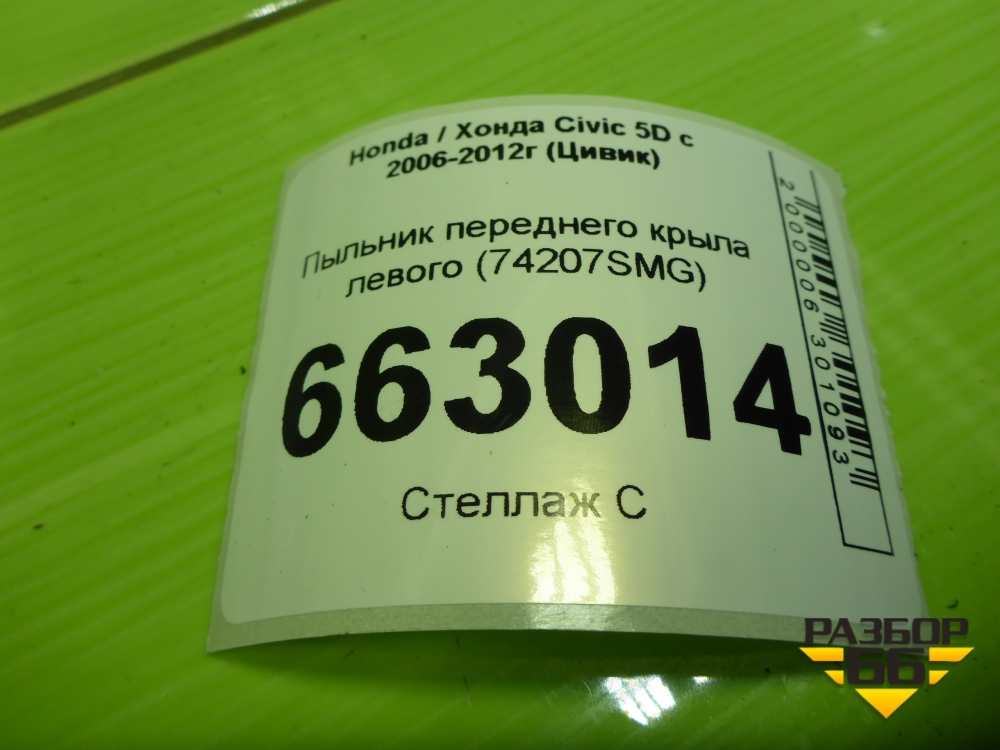 Honda / Хонда Civic 5D с
2006-2012г (Цивик)
Пыльник переднего крыла
левого (74207SMG)
663014
Стеллаж С
2000006301093
РАЗБОР
66